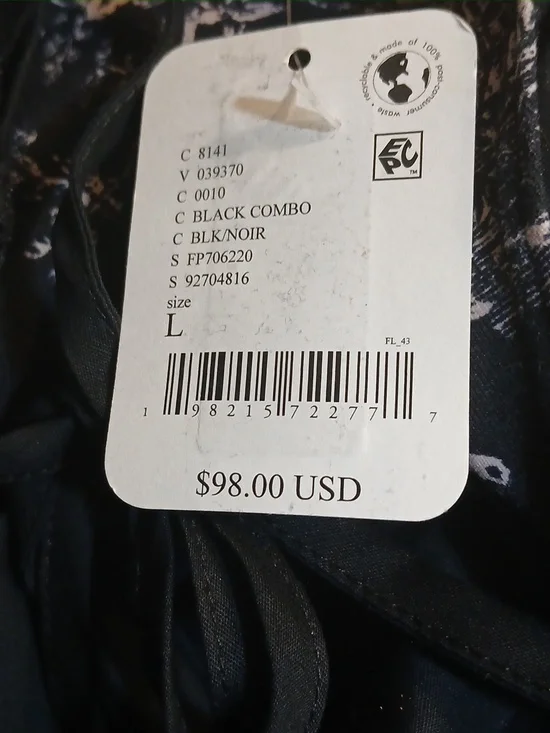 recyclable & made of 100% post-consumer waste
EPC™
C 8141
V 039370
C 0010
C BLACK COMBO
C BLK/NOIR
S FP706220
S 92704816
size
L
FL_43
1 98215 72277 7
$98.00 USD